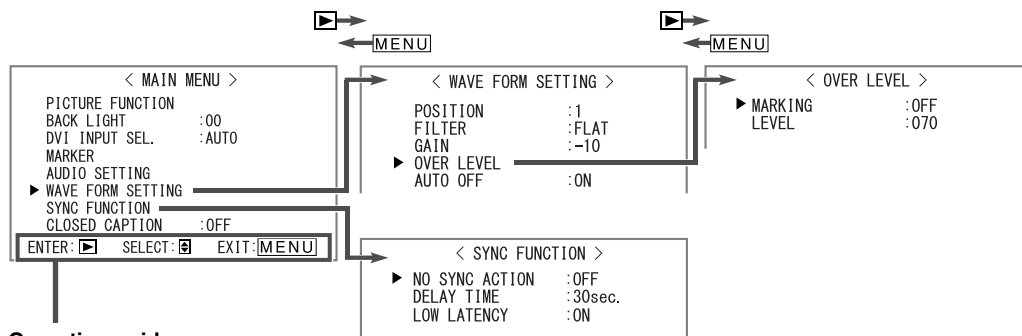 MENU
MENU
< MAIN MENU >
PICTURE FUNCTION
BACK LIGHT :00
DVI INPUT SEL. :AUTO
MARKER
AUDIO SETTING
WAVE FORM SETTING
SYNC FUNCTION
CLOSED CAPTION :OFF
ENTER: SELECT: EXIT:MENU
< WAVE FORM SETTING >
POSITION :1
FILTER :FLAT
GAIN :-10
OVER LEVEL
AUTO OFF :ON
< OVER LEVEL >
MARKING :OFF
LEVEL :070
< SYNC FUNCTION >
NO SYNC ACTION :OFF
DELAY TIME :30sec.
LOW LATENCY :ON